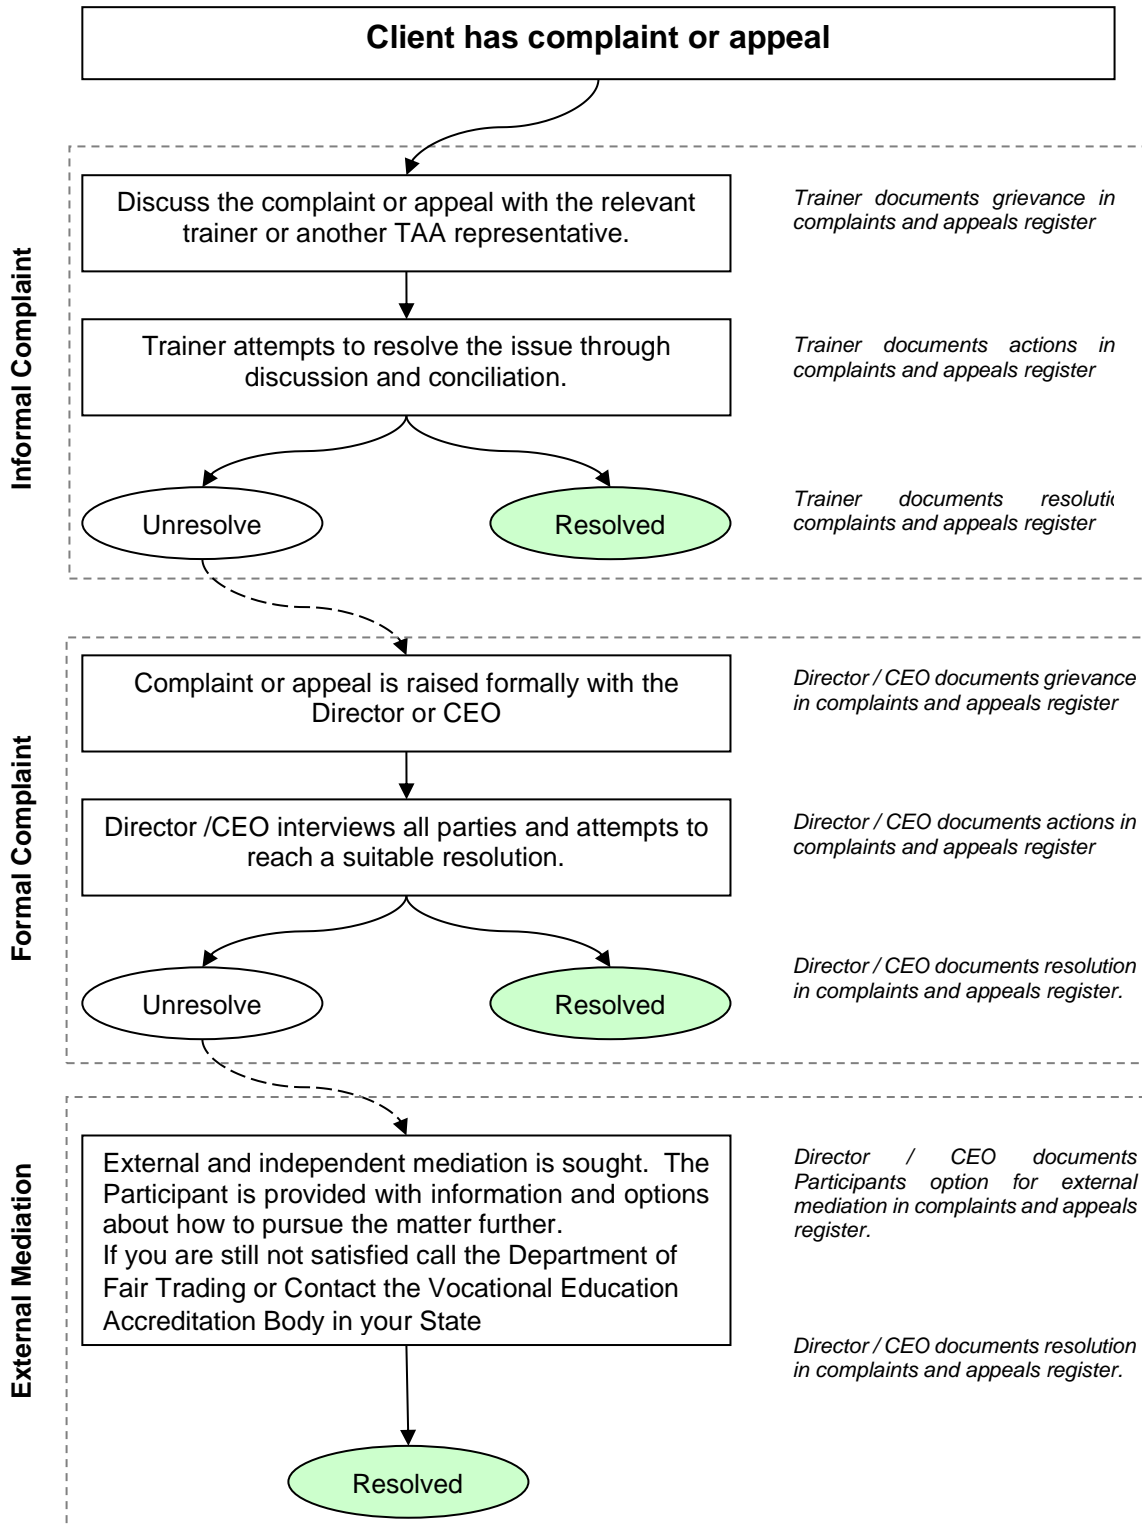 Client has complaint or appeal
Informal Complaint
Discuss the complaint or appeal with the relevant
trainer or another TAA representative.
Trainer documents grievance in
complaints and appeals register
Trainer attempts to resolve the issue through
discussion and conciliation.
Trainer documents actions in
complaints and appeals register
Unresolve
Resolved
Trainer documents resolutic
complaints and appeals register
Formal Complaint
Complaint or appeal is raised formally with the
Director or CEO
Director / CEO documents grievance
in complaints and appeals register
Director /CEO interviews all parties and attempts to
reach a suitable resolution.
Director / CEO documents actions in
complaints and appeals register
Unresolve
Resolved
Director / CEO documents resolution
in complaints and appeals register.
External Mediation
External and independent mediation is sought. The
Participant is provided with information and options
about how to pursue the matter further.
If you are still not satisfied call the Department of
Fair Trading or Contact the Vocational Education
Accreditation Body in your State
Director / CEO documents
Participants option for external
mediation in complaints and appeals
register.
Director / CEO documents resolution
in complaints and appeals register.
Resolved